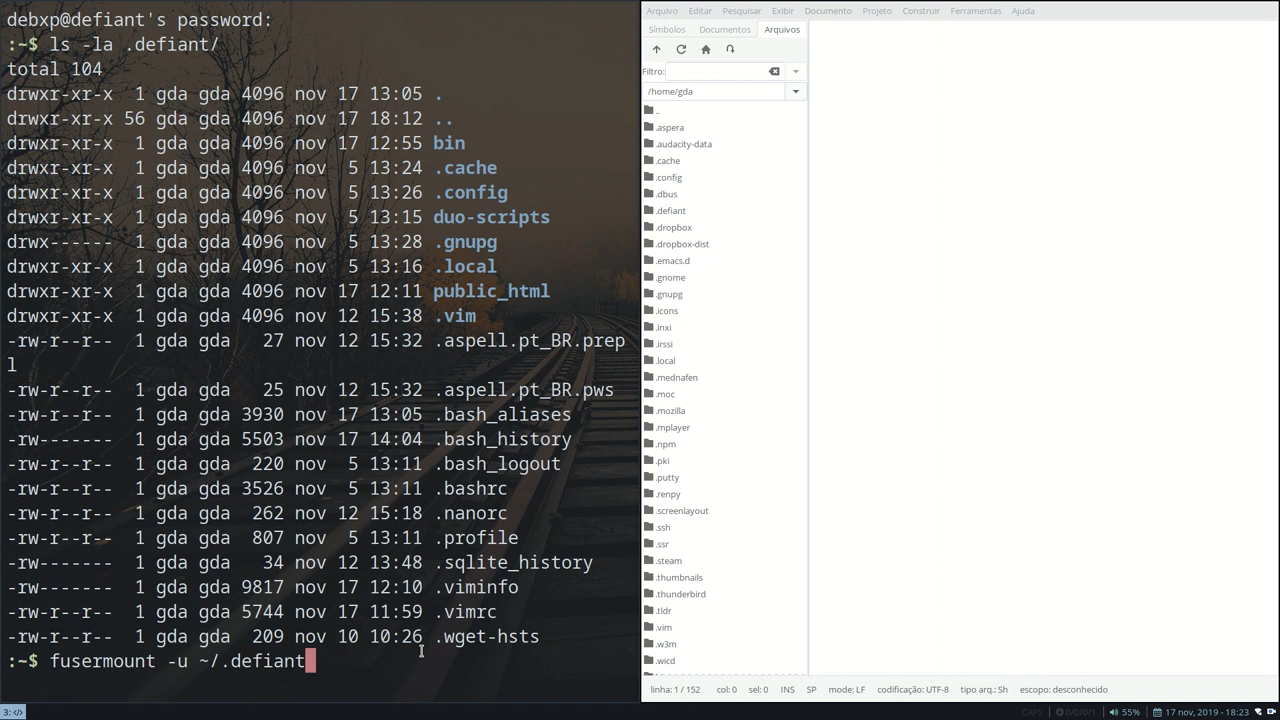 dxxp@defiant's password:
:~$ ls -la .defiant/
total 104
drwxr-xr-x  1 gda gda 4096 nov 17 13:05 .
drwxr-xr-x 56 gda gda 4096 nov 17 18:12 ..
drwxr-xr-x  1 gda gda 4096 nov 17 12:55 bin
drwxr-xr-x  1 gda gda 4096 nov  5 13:24 .cache
drwxr-xr-x  1 gda gda 4096 nov  5 13:26 .config
drwxr-xr-x  1 gda gda 4096 nov  5 13:15 duo-scripts
drwx------  1 gda gda 4096 nov  5 13:28 .gnupg
drwxr-xr-x  1 gda gda 4096 nov  5 13:16 .local
drwxr-xr-x  1 gda gda 4096 nov 17 12:11 public_html
drwxr-xr-x  1 gda gda 4096 nov 12 15:38 .vim
-rw-r--r--  1 gda gda   27 nov 12 15:32 .aspell.pt_BR.prep
l
-rw-r--r--  1 gda gda   25 nov 12 15:32 .aspell.pt_BR.pws
-rw-r--r--  1 gda gda 3930 nov 17 13:05 .bash_aliases
-rw-------  1 gda gda 5503 nov 17 14:04 .bash_history
-rw-r--r--  1 gda gda  220 nov  5 13:11 .bash_logout
-rw-r--r--  1 gda gda 3526 nov  5 13:11 .bashrc
-rw-r--r--  1 gda gda  262 nov 12 15:18 .nanorc
-rw-r--r--  1 gda gda  807 nov  5 13:11 .profile
-rw-------  1 gda gda   34 nov 12 13:48 .sqlite_history
-rw-------  1 gda gda 9817 nov 17 12:10 .viminfo
-rw-r--r--  1 gda gda 5744 nov 17 11:59 .vimrc
-rw-r--r--  1 gda gda  209 nov 10 10:26 .wget-hsts
:~$ fusermount -u ~/.defiant
Arquivo Editar Pesquisar Exibir Documento Projeto Construir Ferramentas Ajuda
Símbolos Documentos Arquivos
Filtro:
/home/gda
..
.aspera
.audacity-data
.cache
.config
.dbus
.defiant
.dropbox
.dropbox-dist
.emacs.d
.gnome
.gnupg
.icons
.inxi
.irssi
.local
.mednafen
.moc
.mozilla
.mplayer
.npm
.pki
.putty
.renpy
.screenlayout
.ssh
.ssr
.steam
.thumbnails
.thunderbird
.tldr
.vim
.w3m
.wicd
linha: 1 / 152 col: 0 sel: 0 INS SP mode: LF codificação: UTF-8 tipo arq.: Sh escopo: desconhecido
3: </> CAPS 0/0/0/1 55% 17 nov, 2019 - 18:23